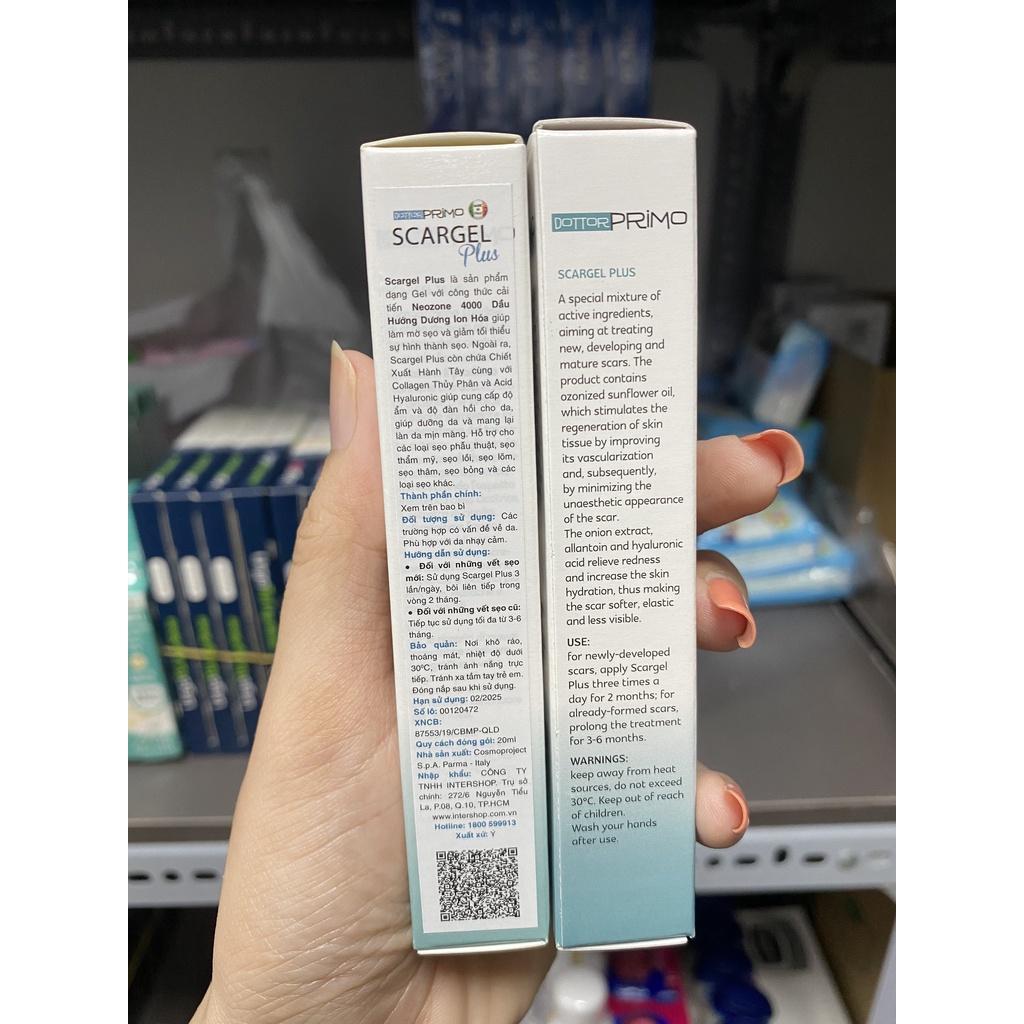 DOTTORPRIMO
SCARGEL
Plus
Scargel Plus là sản phẩm
dạng Gel với công thức cải
tiến Neozone 4000 Dầu
Hướng Dương Ion Hóa giúp
làm mờ sẹo và giảm tối thiểu
sự hình thành sẹo. Ngoài ra,
Scargel Plus còn chứa Chiết
Xuất Hành Tây cùng với
Collagen Thủy Phân và Acid
Hyaluronic giúp cung cấp độ
ẩm và độ đàn hồi cho da,
giúp dưỡng da và mang lại
làn da mịn màng. Hỗ trợ cho
các loại sẹo phẫu thuật, sẹo
thẩm mỹ, sẹo lồi, sẹo lõm,
sẹo thâm, sẹo bỏng và các
loại sẹo khác.
Thành phần chính:
Xem trên bao bì
Đối tượng sử dụng: Các
trường hợp có vấn đề về da.
Phù hợp với da nhạy cảm.
Hướng dẫn sử dụng:
• Đối với những vết sẹo
mới: Sử dụng Scargel Plus 3
lần/ngày, bôi liên tiếp trong
vòng 2 tháng.
• Đối với những vết sẹo cũ:
Tiếp tục sử dụng tối đa từ 3-6
tháng.
Bảo quản: Nơi khô ráo,
thoáng mát, nhiệt độ dưới
30ºC, tránh ánh nắng trực
tiếp. Tránh xa tầm tay trẻ em.
Đóng nắp sau khi sử dụng.
Hạn sử dụng: 02/2025
Số lô: 00120472
XNCB:
87553/19/CBMP-QLD
Quy cách đóng gói: 20ml
Nhà sản xuất: Cosmoproject
S.p.A. Parma - Italy
Nhập khẩu: CÔNG TY
TNHH INTERSHOP. Trụ sở
chính: 272/6 Nguyễn Tiểu
La, P.08, Q.10, TP.HCM
www.intershop.com.vn
Hotline: 1800 599913
Xuất xứ: Ý
DOTTORPRIMO
SCARGEL PLUS
A special mixture of
active ingredients,
aiming at treating
new, developing and
mature scars. The
product contains
ozonized sunflower oil,
which stimulates the
regeneration of skin
tissue by improving
its vascularization
and, subsequently,
by minimizing the
unaesthetic appearance
of the scar.
The onion extract,
allantoin and hyaluronic
acid relieve redness
and increase the skin
hydration, thus making
the scar softer, elastic
and less visible.
USE:
for newly-developed
scars, apply Scargel
Plus three times a
day for 2 months; for
already-formed scars,
prolong the treatment
for 3-6 months.
WARNINGS:
keep away from heat
sources, do not exceed
30°C. Keep out of reach
of children.
Wash your hands
after use.